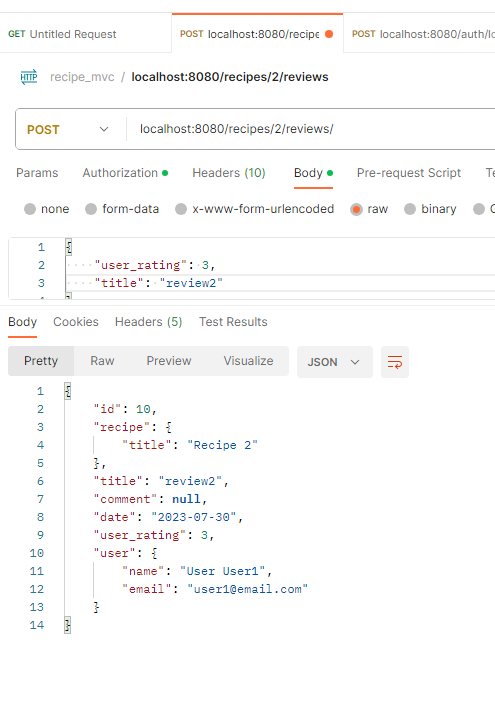 GET Untitled Request
POST localhost:8080/recipe
POST localhost:8080/auth/lo
HTTP recipe_mvc / localhost:8080/recipes/2/reviews
POST localhost:8080/recipes/2/reviews/
Params Authorization Headers (10) Body Pre-request Script Te
none form-data x-www-form-urlencoded raw binary G
1 {
2 "user_rating": 3,
3 "title": "review2"
Body Cookies Headers (5) Test Results
Pretty Raw Preview Visualize JSON
1 {
2 "id": 10,
3 "recipe": {
4 "title": "Recipe 2"
5 },
6 "title": "review2",
7 "comment": null,
8 "date": "2023-07-30",
9 "user_rating": 3,
10 "user": {
11 "name": "User User1",
12 "email": "user1@email.com"
13 }
14 }